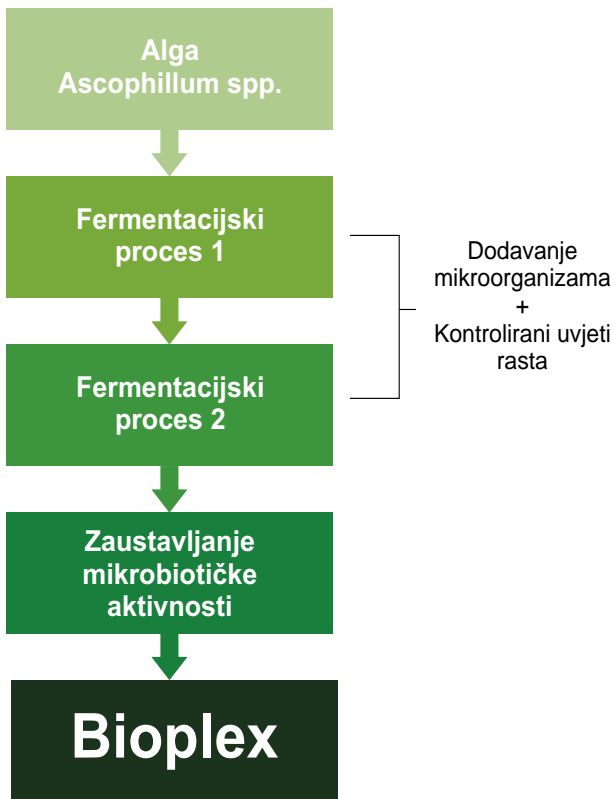 Alga
Ascophillum spp.
Fermentacijski
proces 1
Dodavanje
mikroorganizama
+
Kontrolirani uvjeti
rasta
Fermentacijski
proces 2
Zaustavljanje
mikrobiotičke
aktivnosti
Bioplex